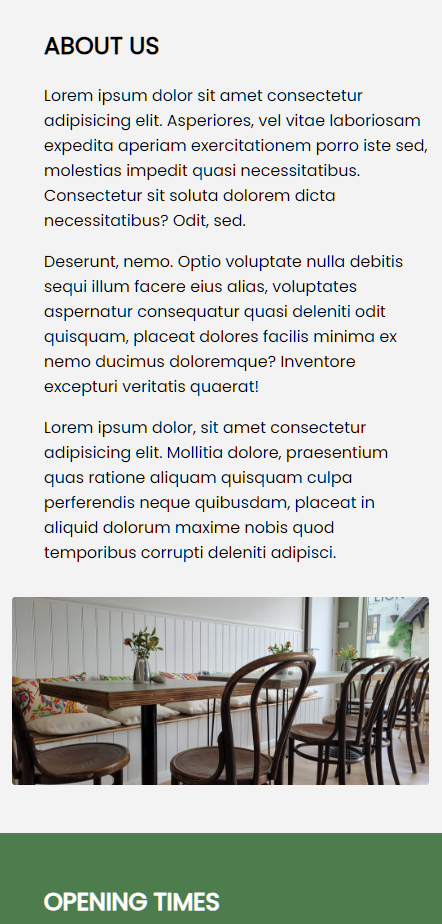 ABOUT US
Lorem ipsum dolor sit amet consectetur
adipisicing elit. Asperiores, vel vitae laboriosam
expedita aperiam exercitationem porro iste sed,
molestias impedit quasi necessitatibus.
Consectetur sit soluta dolorem dicta
necessitatibus? Odit, sed.
Deserunt, nemo. Optio voluptate nulla debitis
sequi illum facere eius alias, voluptates
aspernatur consequatur quasi deleniti odit
quisquam, placeat dolores facilis minima ex
nemo ducimus doloremque? Inventore
excepturi veritatis quaerat!
Lorem ipsum dolor, sit amet consectetur
adipisicing elit. Mollitia dolore, praesentium
quas ratione aliquam quisquam culpa
perferendis neque quibusdam, placeat in
aliquid dolorum maxime nobis quod
temporibus corrupti deleniti adipisci.
OPENING TIMES